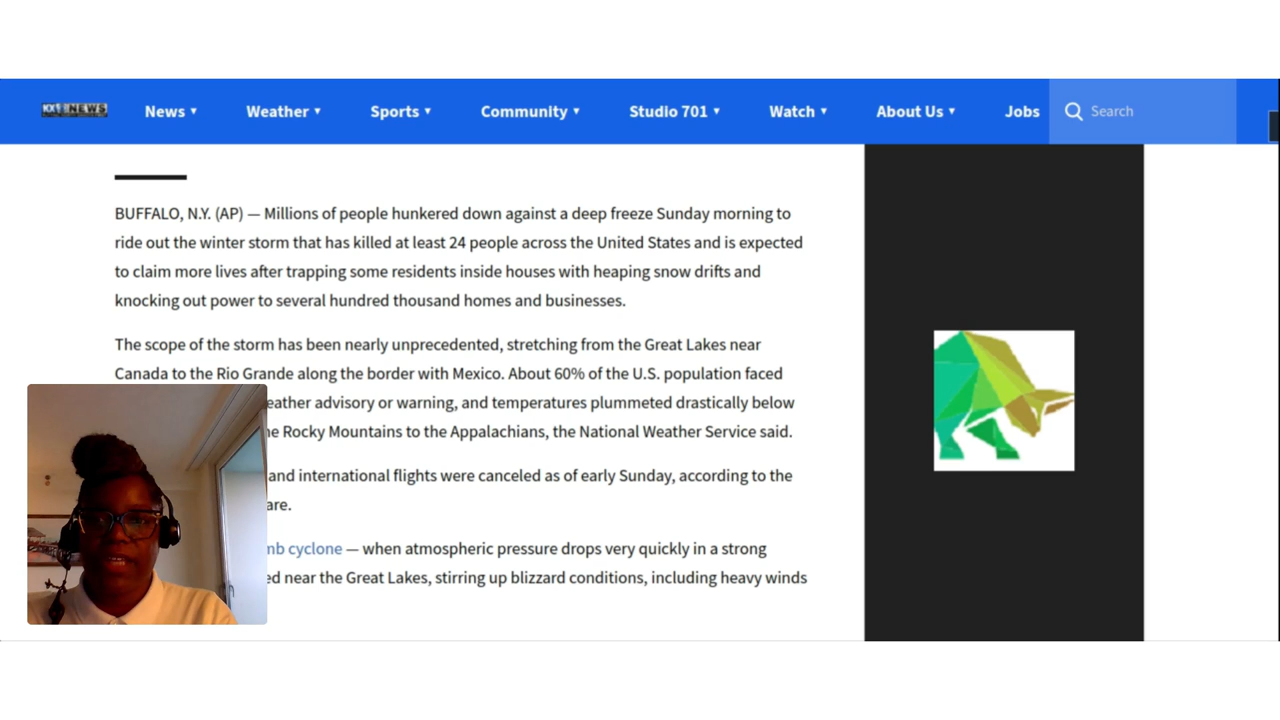 KX NEWS
News ▾ Weather ▾ Sports ▾ Community ▾ Studio 701 ▾ Watch ▾ About Us ▾ Jobs Search
BUFFALO, N.Y. (AP) — Millions of people hunkered down against a deep freeze Sunday morning to
ride out the winter storm that has killed at least 24 people across the United States and is expected
to claim more lives after trapping some residents inside houses with heaping snow drifts and
knocking out power to several hundred thousand homes and businesses.
The scope of the storm has been nearly unprecedented, stretching from the Great Lakes near
Canada to the Rio Grande along the border with Mexico. About 60% of the U.S. population faced
eather advisory or warning, and temperatures plummeted drastically below
e Rocky Mountains to the Appalachians, the National Weather Service said.
and international flights were canceled as of early Sunday, according to the
are.
mb cyclone — when atmospheric pressure drops very quickly in a strong
ed near the Great Lakes, stirring up blizzard conditions, including heavy winds